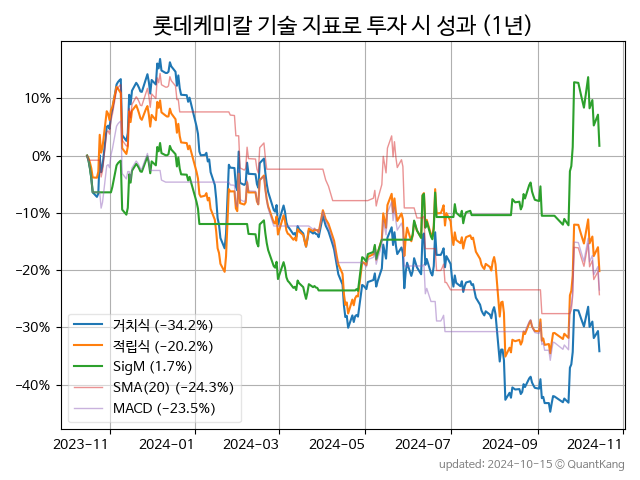 롯데케미칼 기술 지표로 투자 시 성과 (1년)
10%
0%
−10%
−20%
−30%
−40%
거치식 (−34.2%)
적립식 (−20.2%)
SigM (1.7%)
SMA(20) (−24.3%)
MACD (−23.5%)
2023−11
2024−01
2024−03
2024−05
2024−07
2024−09
2024−11
updated: 2024-10-15 © QuantKang